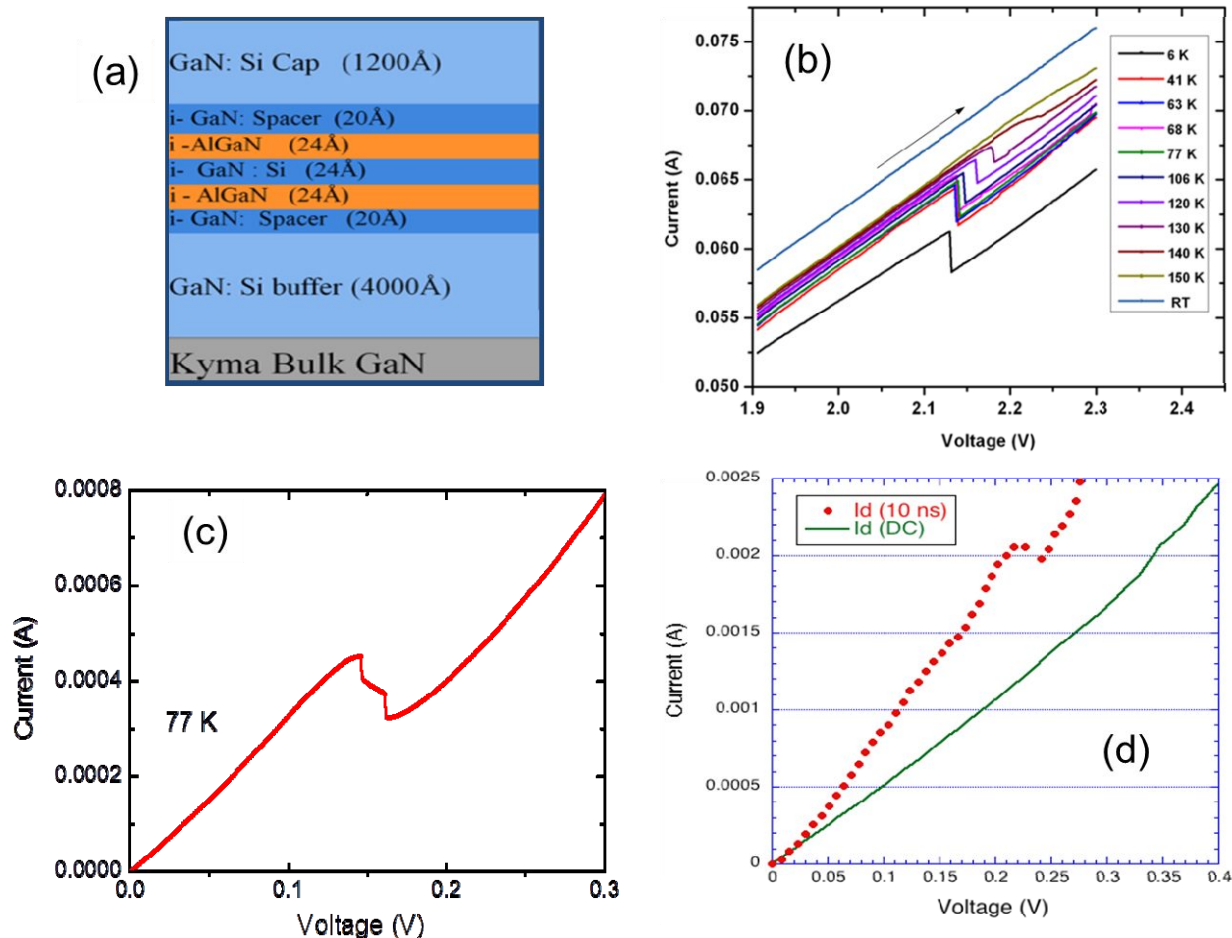 (a)
GaN: Si Cap (1200Å)
i- GaN: Spacer (20Å)
i -AlGaN (24Å)
i- GaN : Si (24Å)
i - AlGaN (24Å)
i- GaN: Spacer (20Å)
GaN: Si buffer (4000Å)
Kyma Bulk GaN
(b)
0.075
0.070
0.065
0.060
0.055
0.050
Current (A)
1.9 2.0 2.1 2.2 2.3 2.4
Voltage (V)
6 K
41 K
63 K
68 K
77 K
106 K
120 K
130 K
140 K
150 K
RT
(c)
0.0008
0.0006
0.0004
0.0002
0.0000
Current (A)
77 K
0.0 0.1 0.2 0.3
Voltage (V)
(d)
Id (10 ns)
Id (DC)
0.0025
0.002
0.0015
0.001
0.0005
0
Current (A)
0 0.05 0.1 0.15 0.2 0.25 0.3 0.35 0.4
Voltage (V)